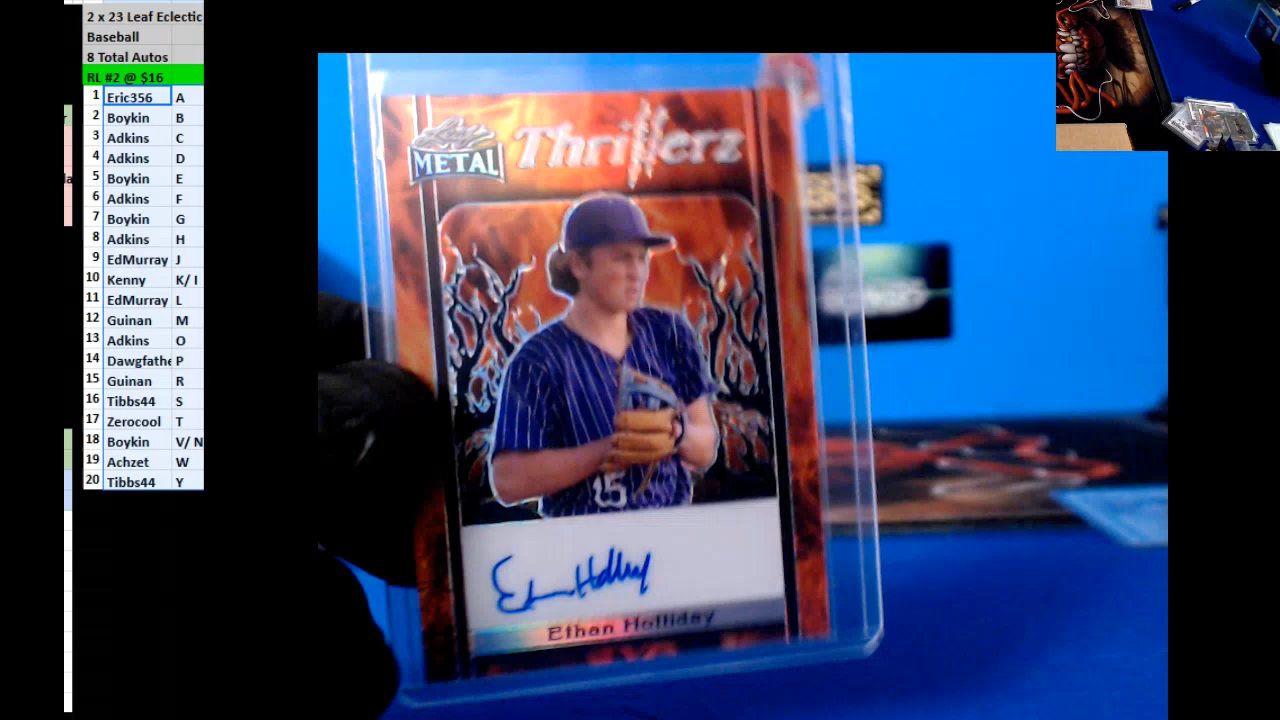 2 x 23 Leaf Eclectic
Baseball
8 Total Autos
RL #2 @ $16
1 Eric356 A
2 Boykin B
3 Adkins C
4 Adkins D
5 Boykin E
6 Adkins F
7 Boykin G
8 Adkins H
9 EdMurray J
10 Kenny K/ I
11 EdMurray L
12 Guinan M
13 Adkins O
14 Dawgfathe P
15 Guinan R
16 Tibbs44 S
17 Zerocool T
18 Boykin V/ N
19 Achzet W
20 Tibbs44 Y
Leaf
METAL
Thrillerz
15
Ethan Holliday
Ethan Holliday